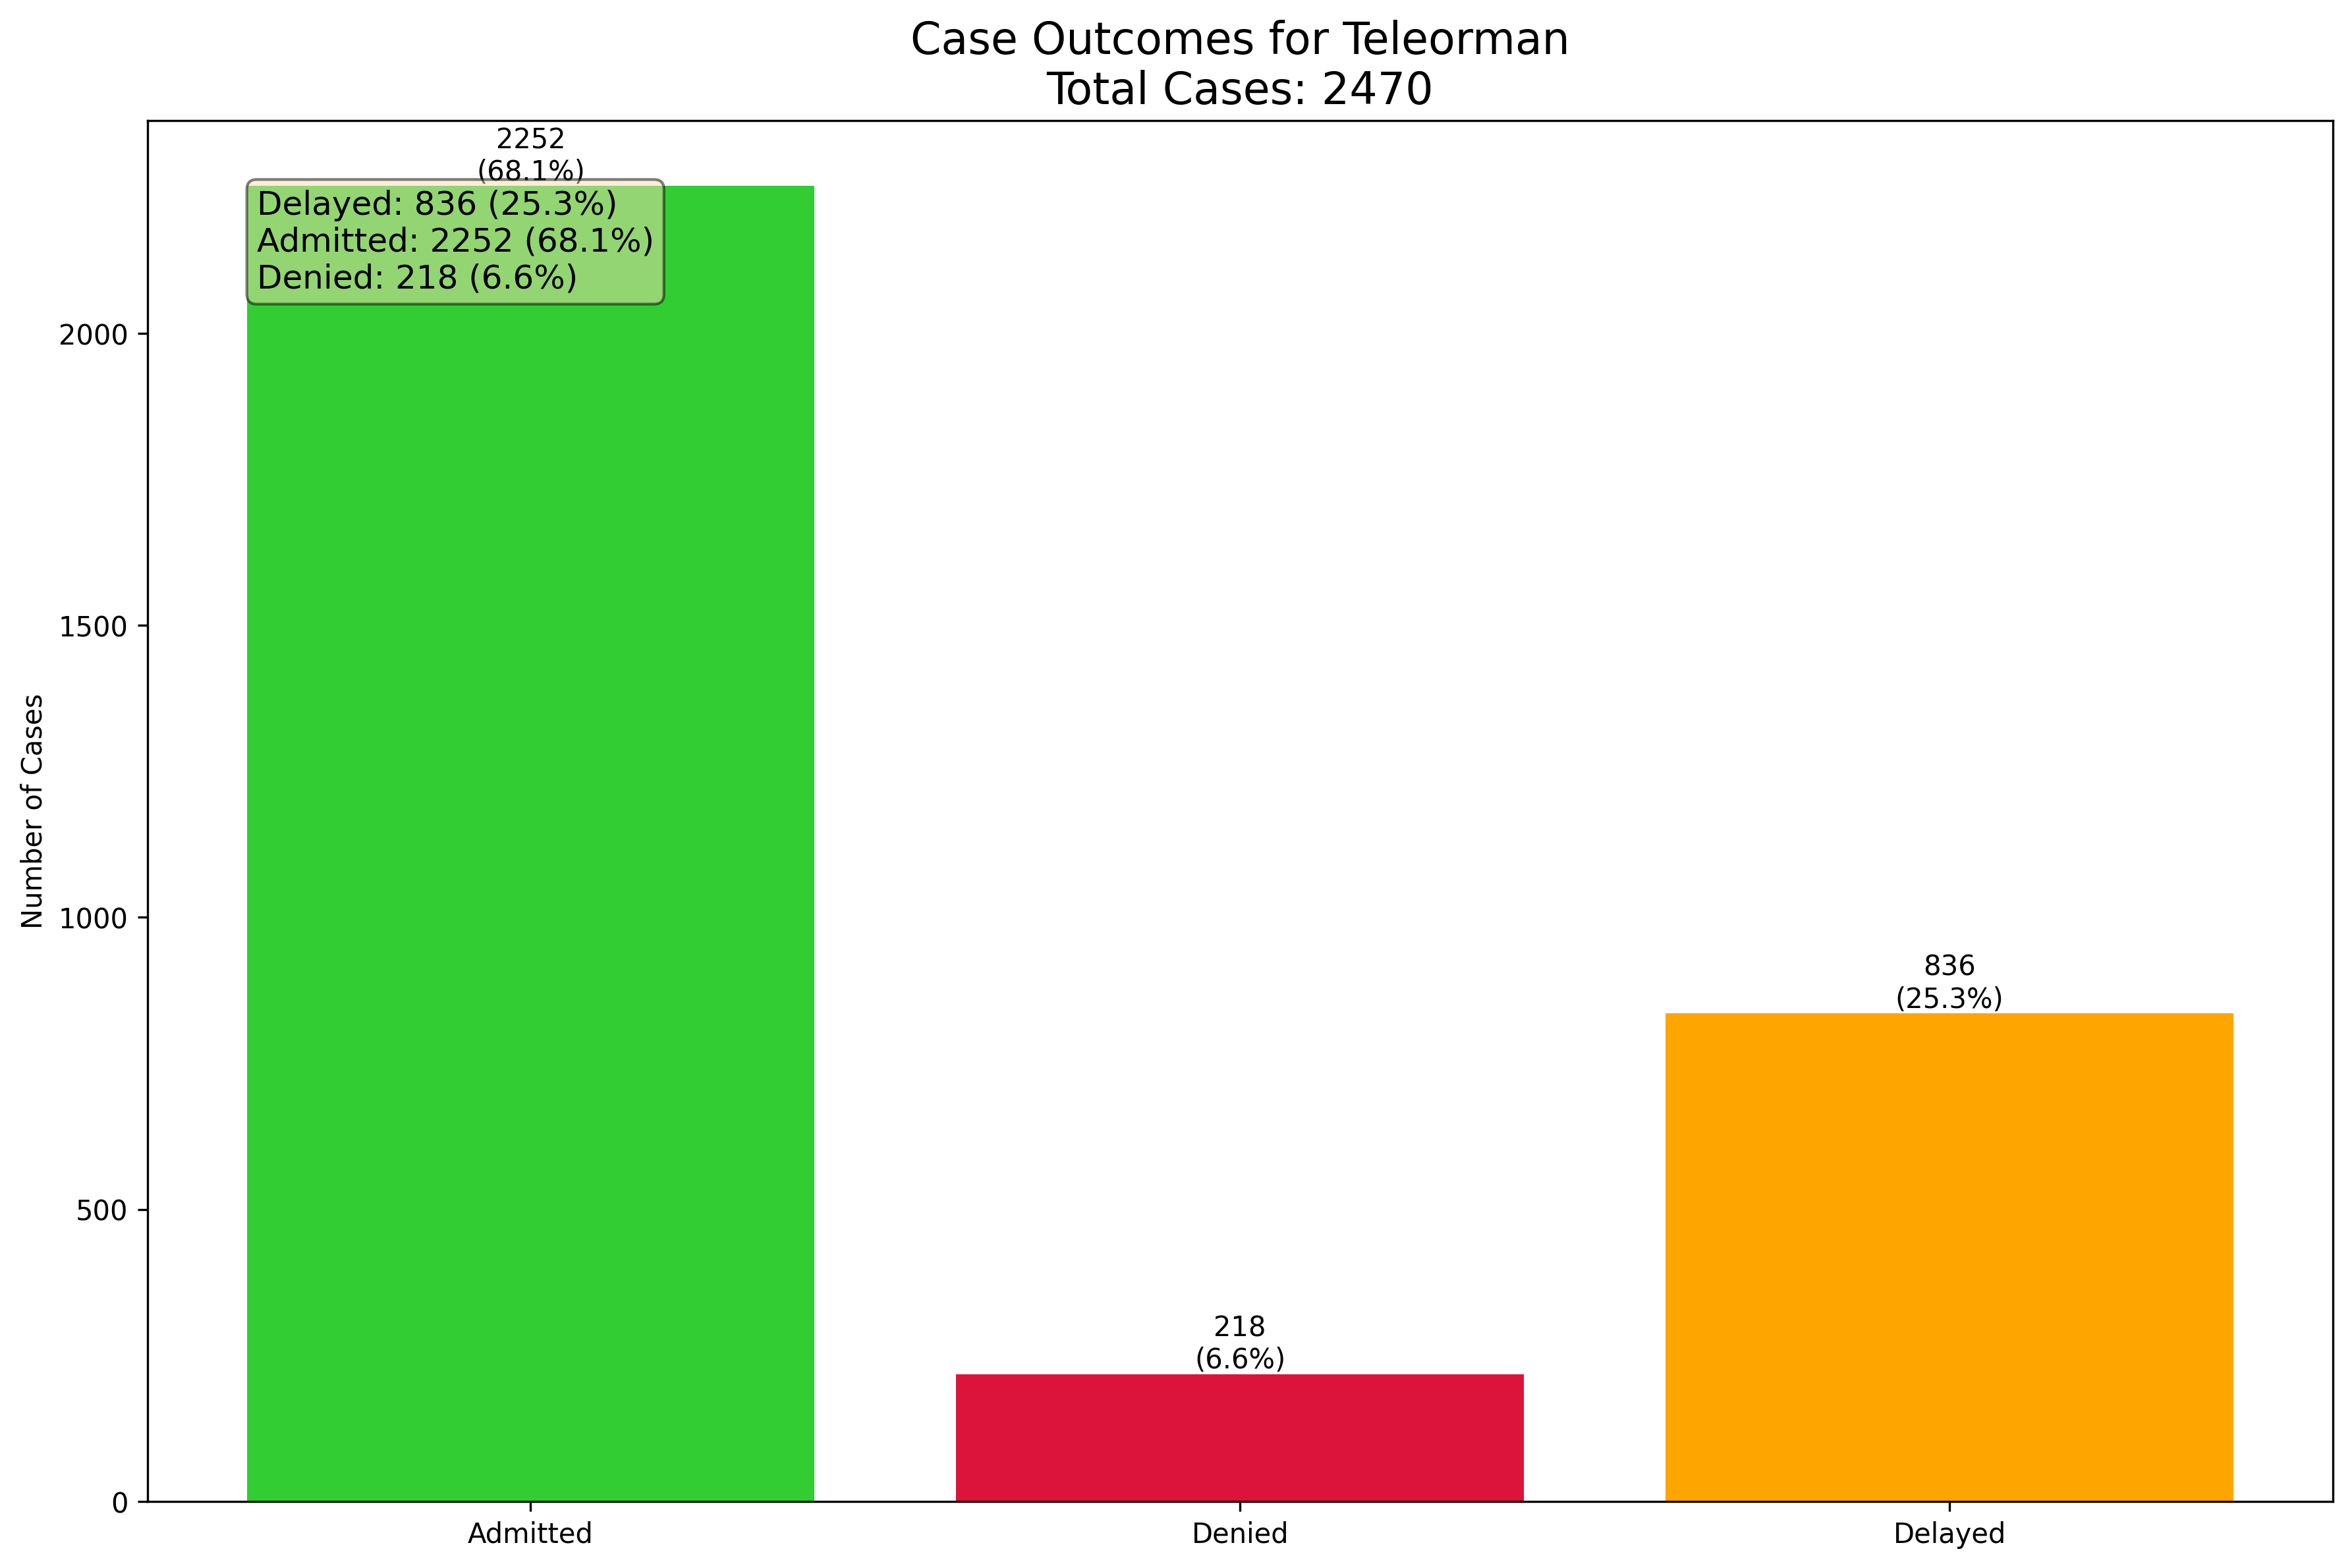 Case Outcomes for Teleorman
Total Cases: 2470
2252
(68.1%)
Delayed: 836 (25.3%)
Admitted: 2252 (68.1%)
Denied: 218 (6.6%)
2000
1500
1000
500
0
Number of Cases
836
(25.3%)
218
(6.6%)
Admitted
Denied
Delayed